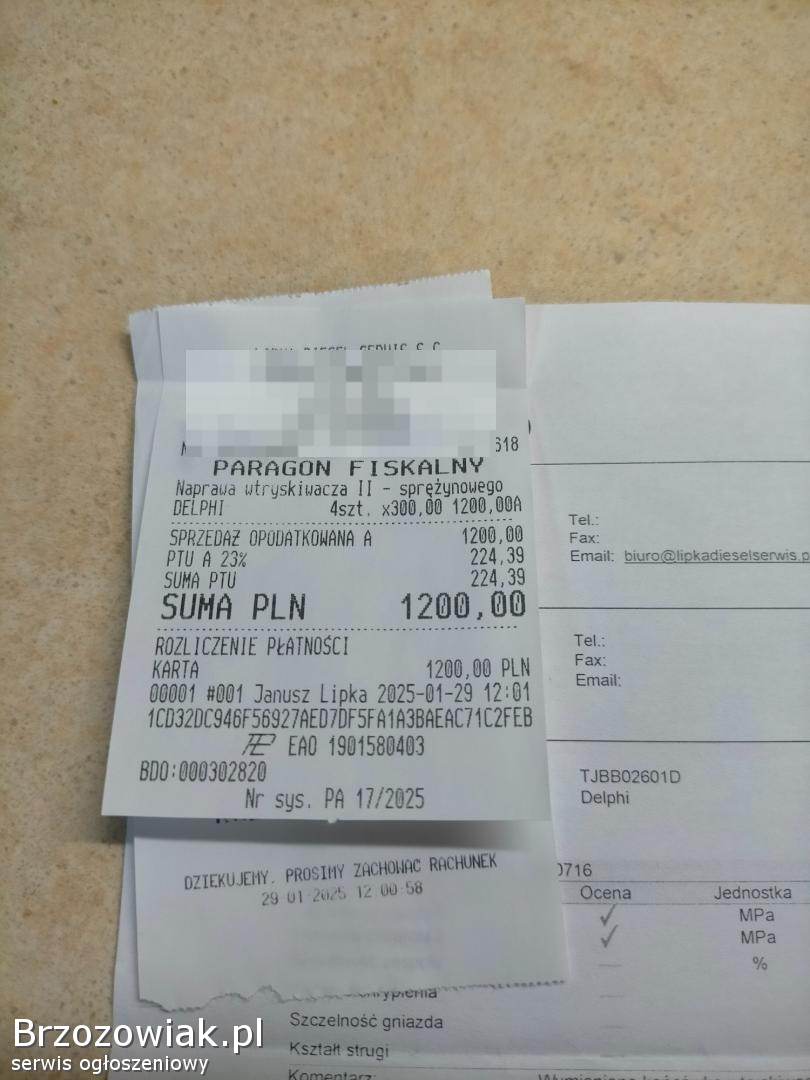 618
PARAGON FISKALNY
Naprawa wtryskiwacza II - sprężynowego
DELPHI 4szt. x300,00 1200,00A
SPRZEDAŻ OPODATKOWANA A 1200,00
PTU A 23% 224,39
SUMA PTU 224,39
SUMA PLN 1200,00
ROZLICZENIE PŁATNOŚCI
KARTA 1200,00 PLN
00001 #001 Janusz Lipka 2025-01-29 12:01
1CD32DC946F56927AED7DF5FA1A3BAEAC71C2FEB
EAO 1901580403
BDO:000302820
Nr sys. PA 17/2025
DZIEKUJEMY. PROSIMY ZACHOWAC RACHUNEK
29 01 2025 12 00:58
Tel.:
Fax:
Email: biuro@lipkadieselserwis.p
Tel.:
Fax:
Email:
TJBB02601D
Delphi
0716
Ocena Jednostka
MPa
MPa
%
Szczelność gniazda
Kształt strugi
Komentarz:
Brzozowiak.pl
serwis ogłoszeniowy